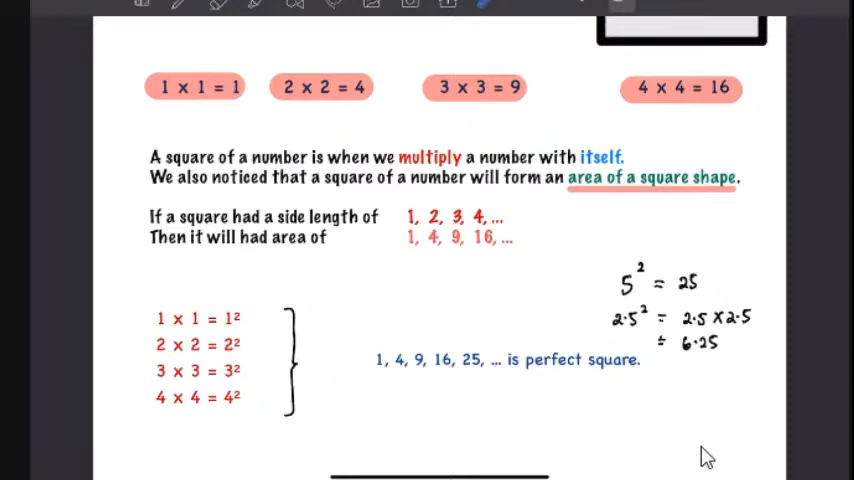 1 x 1 = 1 2 x 2 = 4 3 x 3 = 9 4 x 4 = 16
A square of a number is when we multiply a number with itself.
We also noticed that a square of a number will form an area of a square shape.
If a square had a side length of 1, 2, 3, 4, ...
Then it will had area of 1, 4, 9, 16, ...
5² = 25
2.5² = 2.5 x 2.5
= 6.25
1 x 1 = 1²
2 x 2 = 2²
3 x 3 = 3²
4 x 4 = 4²
1, 4, 9, 16, 25, ... is perfect square.